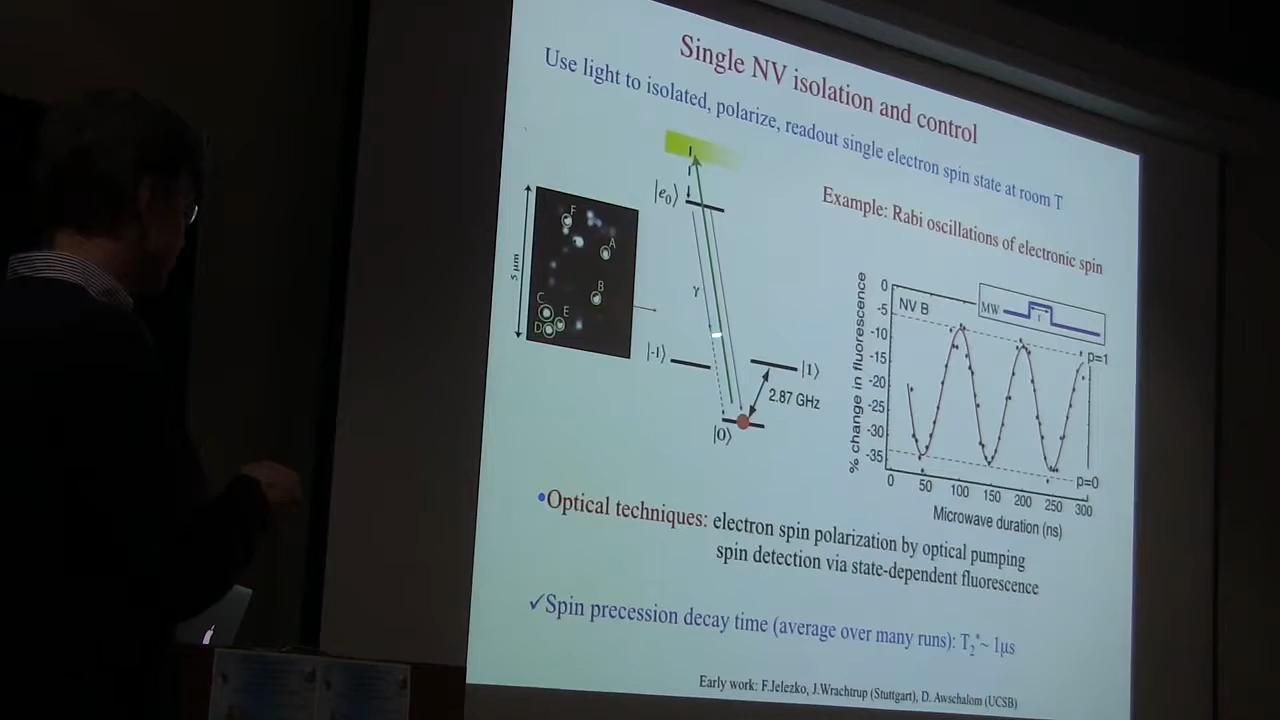 Single NV isolation and control
Use light to isolated, polarize, readout single electron spin state at room T
Example: Rabi oscillations of electronic spin
5 μm
F
A
B
C
E
D
|e₀⟩
γ
|-1⟩
|1⟩
2.87 GHz
|0⟩
% change in fluorescence
0
-5
-10
-15
-20
-25
-30
-35
NV B
MW
τ
p=1
p=0
0 50 100 150 200 250 300
Microwave duration (ns)
•Optical techniques: electron spin polarization by optical pumping
spin detection via state-dependent fluorescence
✓Spin precession decay time (average over many runs): T₂*~ 1μs
Early work: F.Jelezko, J.Wrachtrup (Stuttgart), D. Awschalom (UCSB)